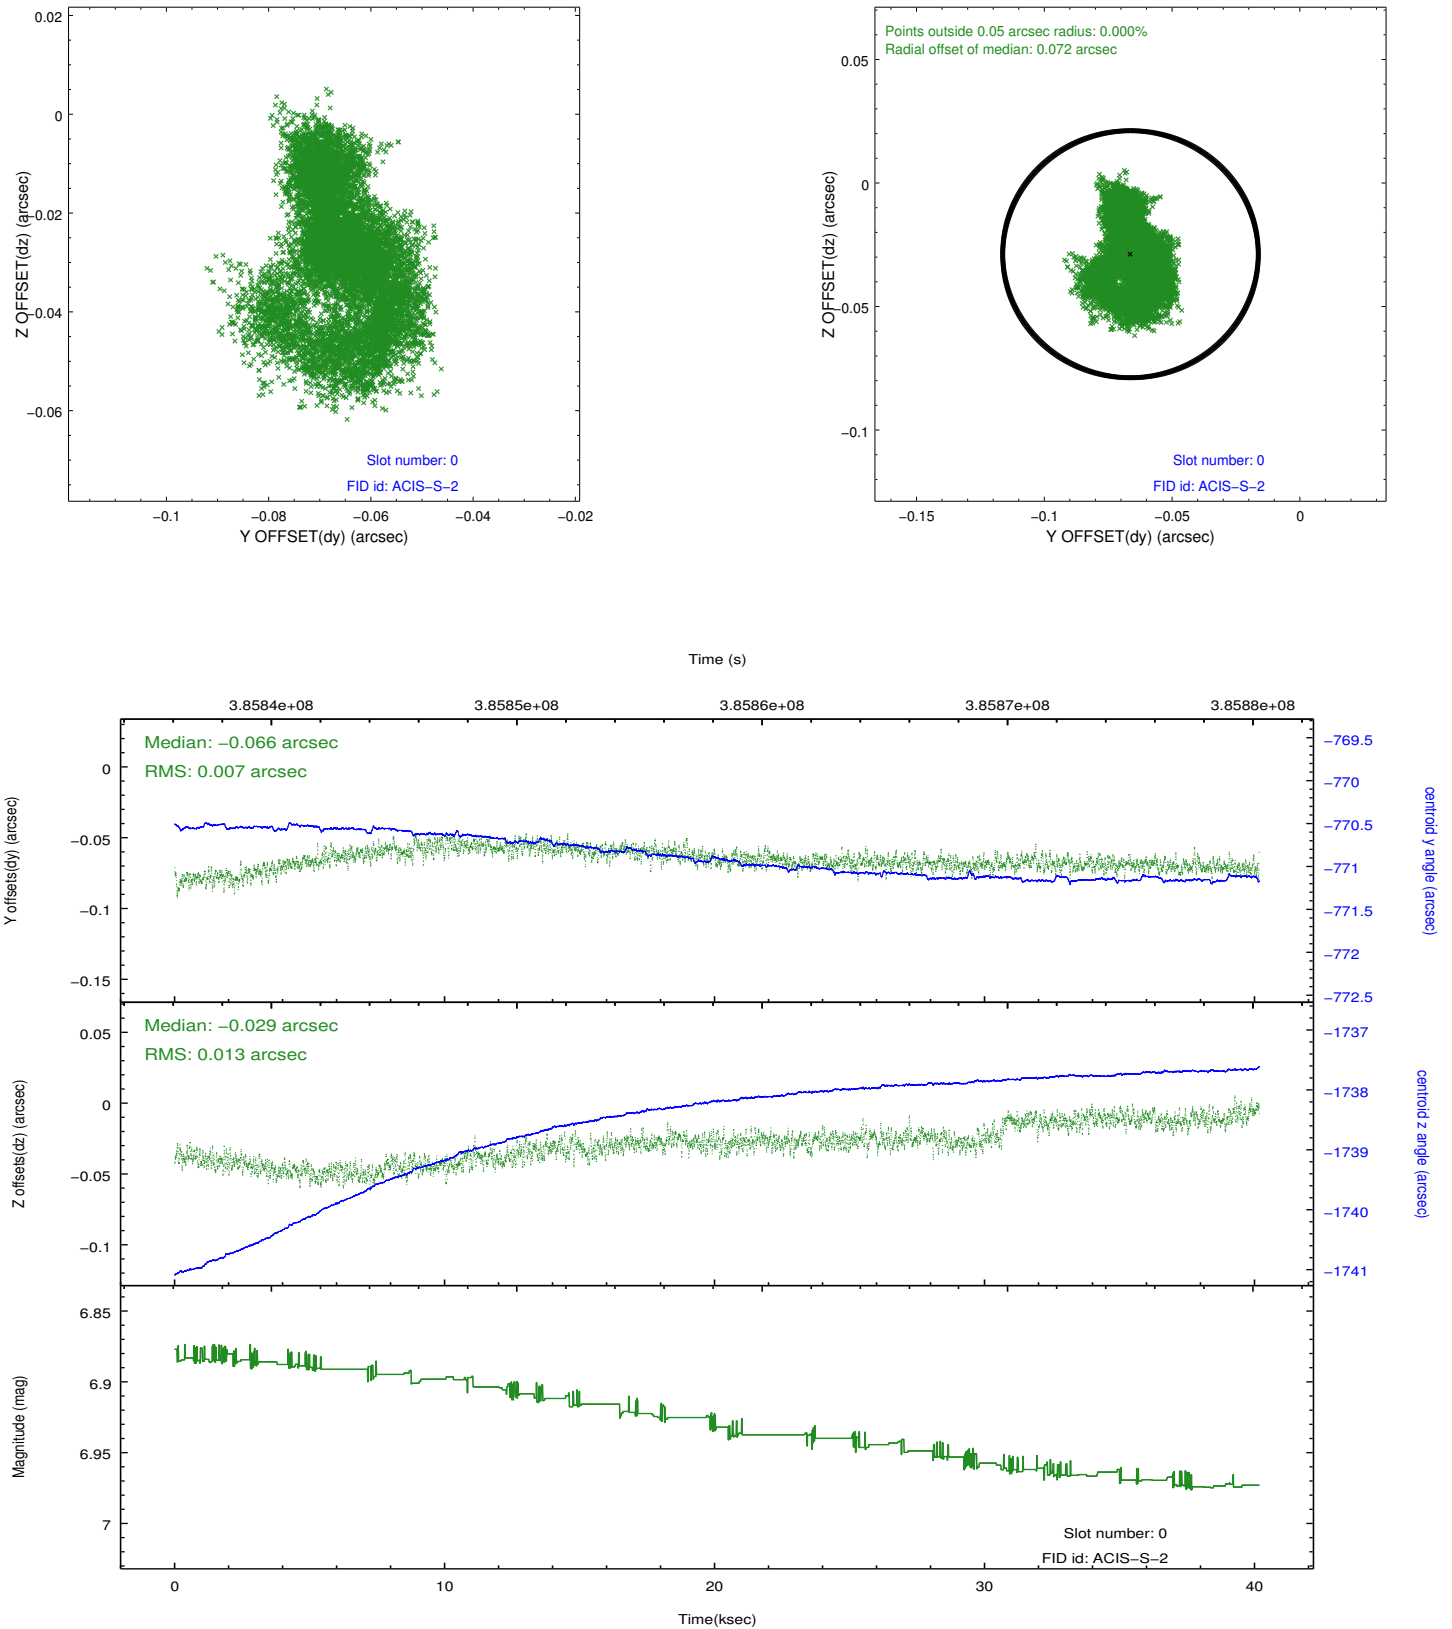 0.02
0
−0.02
−0.04
−0.06
Z OFFSET(dz) (arcsec)
Slot number: 0
FID id: ACIS−S−2
−0.1
−0.08
−0.06
−0.04
−0.02
Y OFFSET(dy) (arcsec)
Points outside 0.05 arcsec radius: 0.000%
Radial offset of median: 0.072 arcsec
0.05
0
−0.05
−0.1
Z OFFSET(dz) (arcsec)
Slot number: 0
FID id: ACIS−S−2
−0.15
−0.1
−0.05
0
Y OFFSET(dy) (arcsec)
Time (s)
3.8584e+08
3.8585e+08
3.8586e+08
3.8587e+08
3.8588e+08
Median: −0.066 arcsec
RMS: 0.007 arcsec
0
−0.05
−0.1
−0.15
Y offsets(dy) (arcsec)
−769.5
−770
−770.5
−771
−771.5
−772
−772.5
centroid y angle (arcsec)
Median: −0.029 arcsec
RMS: 0.013 arcsec
0.05
0
−0.05
−0.1
Z offsets(dz) (arcsec)
−1737
−1738
−1739
−1740
−1741
centroid z angle (arcsec)
6.85
6.9
6.95
7
Magnitude (mag)
Slot number: 0
FID id: ACIS−S−2
0
10
20
30
40
Time(ksec)